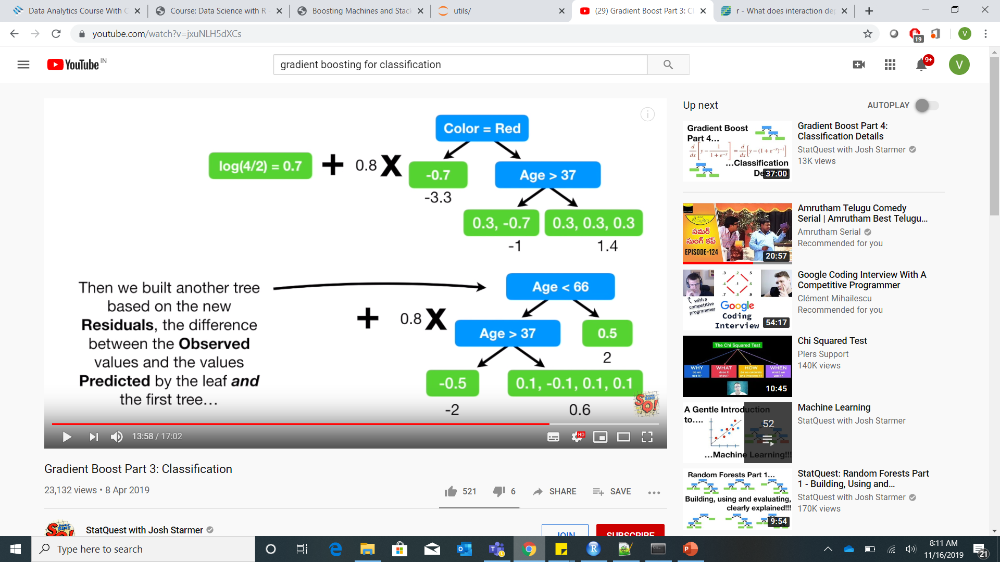 Data Analytics Course With C
Course: Data Science with R -
Boosting Machines and Stack
utils/
(29) Gradient Boost Part 3: Cl
r - What does interaction dep
youtube.com/watch?v=jxuNLH5dXCs
19
V
YouTube IN
gradient boosting for classification
9+
V
Color = Red
log(4/2) = 0.7 + 0.8 X
-0.7
Age > 37
-3.3
0.3, -0.7
0.3, 0.3, 0.3
-1
1.4
Then we built another tree
based on the new
Residuals, the difference
between the Observed
values and the values
Predicted by the leaf and
the first tree…
Age < 66
+ 0.8 X
Age > 37
0.5
2
-0.5
0.1, -0.1, 0.1, 0.1
-2
0.6
13:58 / 17:02
HD
Gradient Boost Part 3: Classification
23,132 views • 8 Apr 2019
521
6
SHARE
SAVE
StatQuest with Josh Starmer
JOIN
SUBSCRIBE
Up next
AUTOPLAY
Gradient Boost
Part 4...
...Classification
37:00
Gradient Boost Part 4:
Classification Details
StatQuest with Josh Starmer
13K views
సమర్
సుంగ్ కప్
EPISODE-124
20:57
Amrutham Telugu Comedy
Serial | Amrutham Best Telugu...
Amrutham Serial
Recommended for you
with a
competitive
programmer
Google
Coding
Interview
54:17
Google Coding Interview With A
Competitive Programmer
Clément Mihailescu
Recommended for you
The Chi Squared Test
WHY
WHAT
HOW
WHEN
10:45
Chi Squared Test
Piers Support
140K views
A Gentle Introduction
to....
52
...Machine Learning!!!
Machine Learning
StatQuest with Josh Starmer
Random Forests Part 1...
Building, using and evaluating,
clearly explained!!!
9:54
StatQuest: Random Forests Part
1 - Building, Using and...
StatQuest with Josh Starmer
170K views
Type here to search
8:11 AM
11/16/2019
21